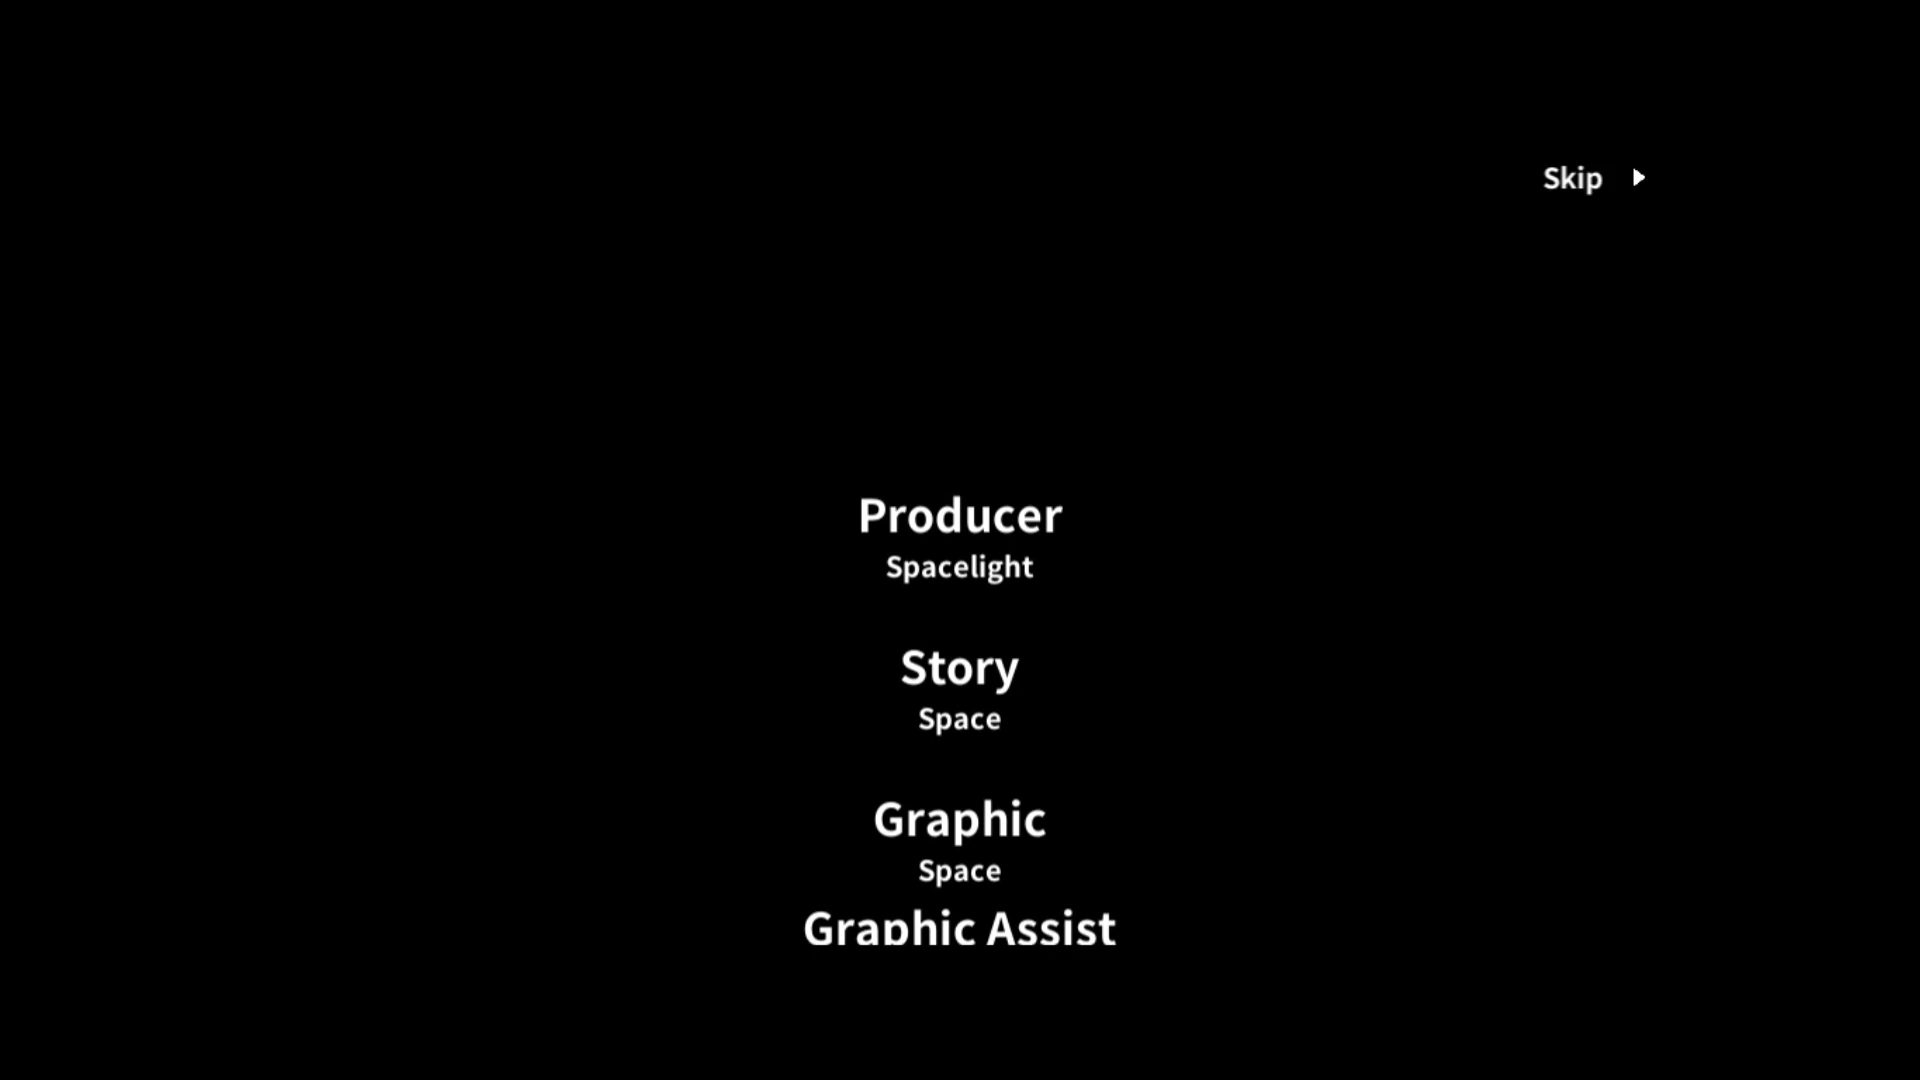 Skip
Producer
Spacelight
Story
Space
Graphic
Space
Graphic Assist